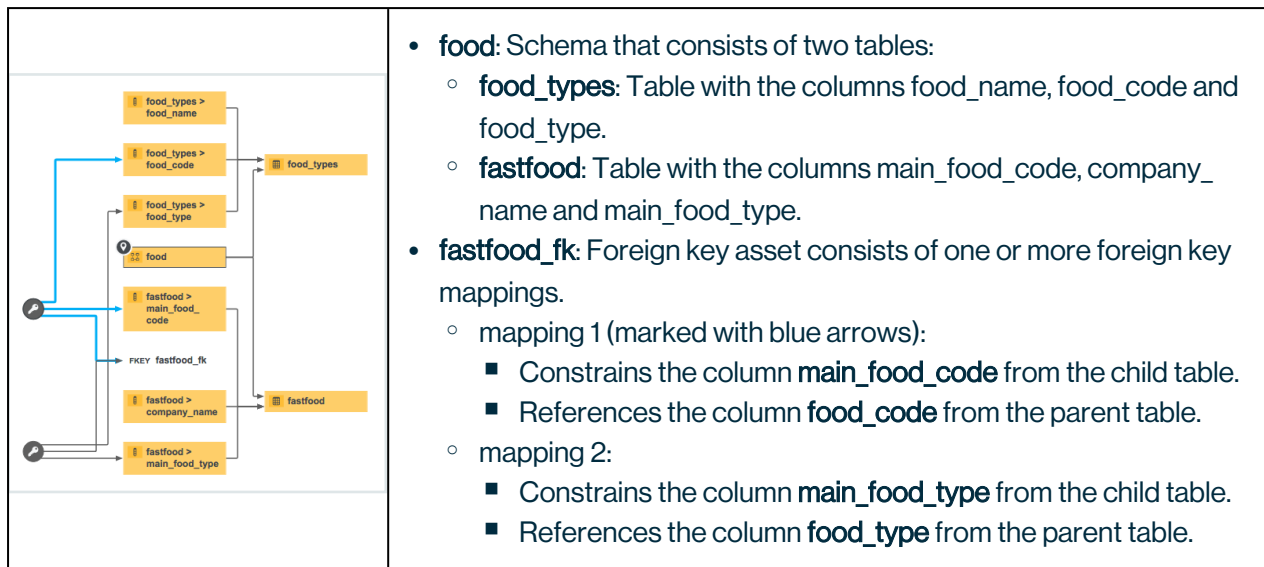 food_types >
food_name
food_types >
food_code
food_types
food_types >
food_type
food
fastfood >
main_food_
code
FKEY fastfood_fk
fastfood >
company_name
fastfood
fastfood >
main_food_type
• food: Schema that consists of two tables:
◦ food_types: Table with the columns food_name, food_code and
food_type.
◦ fastfood: Table with the columns main_food_code, company_
name and main_food_type.
• fastfood_fk: Foreign key asset consists of one or more foreign key
mappings.
◦ mapping 1 (marked with blue arrows):
▪ Constrains the column main_food_code from the child table.
▪ References the column food_code from the parent table.
◦ mapping 2:
▪ Constrains the column main_food_type from the child table.
▪ References the column food_type from the parent table.